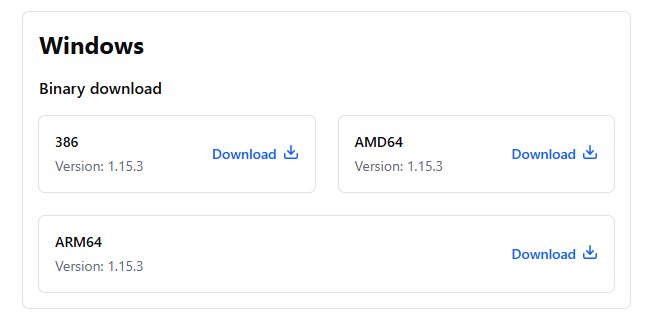 Windows
Binary download
386
Version: 1.15.3
Download
AMD64
Version: 1.15.3
Download
ARM64
Version: 1.15.3
Download